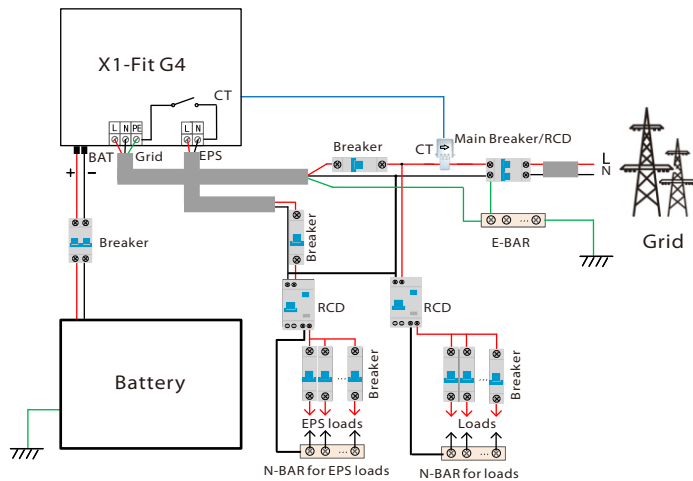 X1-Fit G4
CT
L N PE
L N
BAT
Grid
EPS
+
−
Breaker
CT
Main Breaker/RCD
L
N
Grid
E-BAR
Breaker
Breaker
RCD
RCD
Battery
Breaker
Breaker
EPS loads
Loads
N-BAR for EPS loads
N-BAR for loads